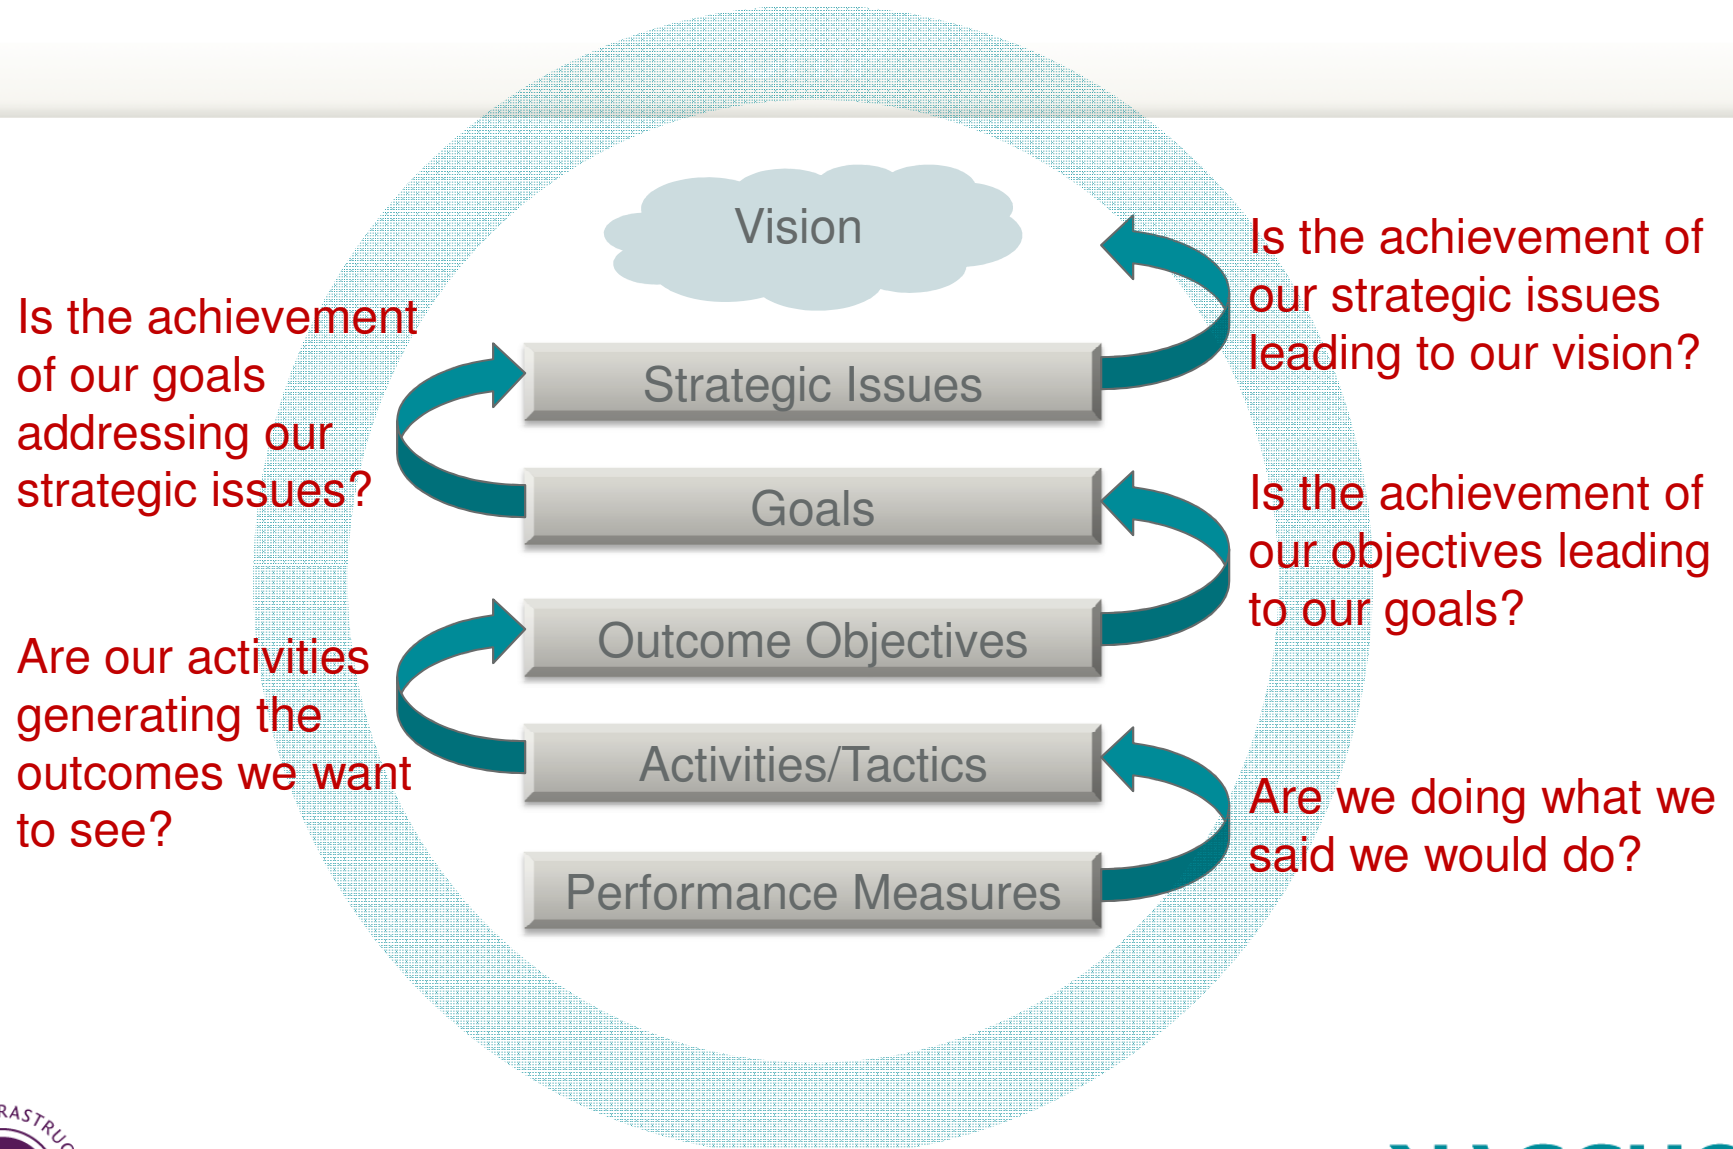 Vision
Is the achievement of
our strategic issues
leading to our vision?
Is the achievement
of our goals
addressing our
strategic issues?
Strategic Issues
Goals
Is the achievement of
our objectives leading
to our goals?
Outcome Objectives
Are our activities
generating the
outcomes we want
to see?
Activities/Tactics
Are we doing what we
said we would do?
Performance Measures